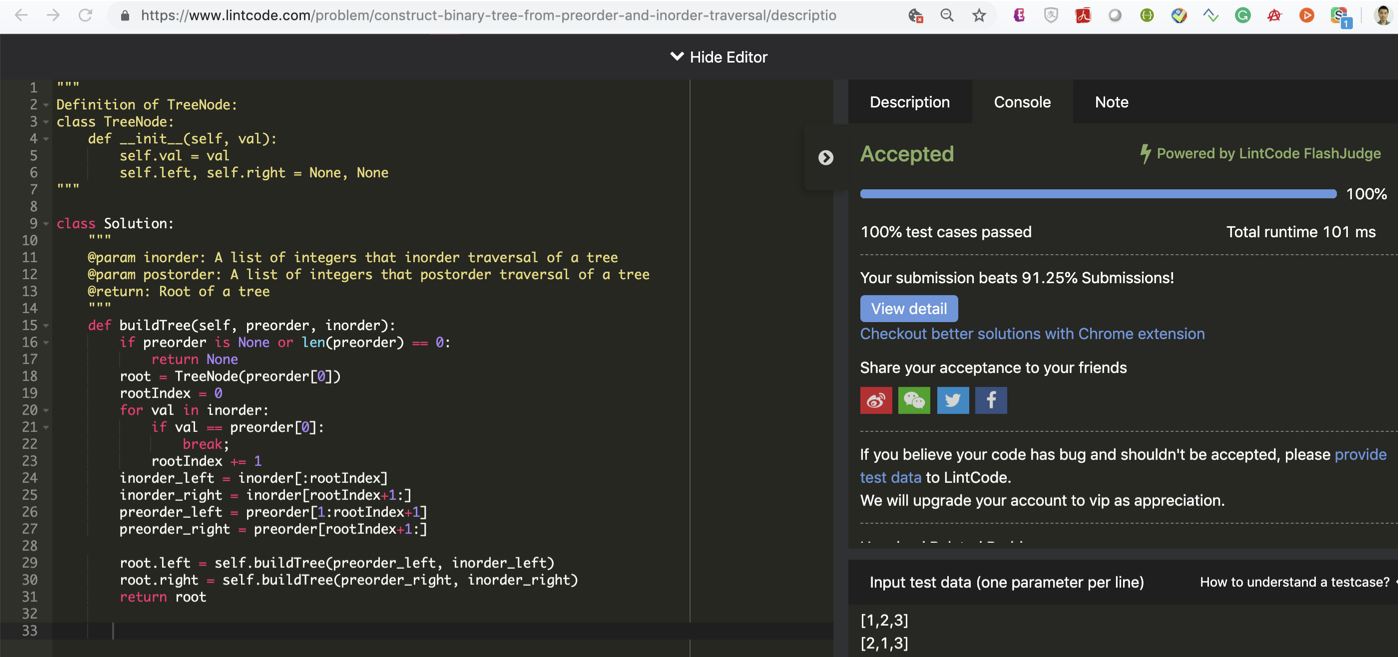 https://www.lintcode.com/problem/construct-binary-tree-from-preorder-and-inorder-traversal/descriptio
1
Hide Editor
1 """
2 Definition of TreeNode:
3 class TreeNode:
4     def __init__(self, val):
5         self.val = val
6         self.left, self.right = None, None
7 """
8
9 class Solution:
10     """
11     @param inorder: A list of integers that inorder traversal of a tree
12     @param postorder: A list of integers that postorder traversal of a tree
13     @return: Root of a tree
14     """
15     def buildTree(self, preorder, inorder):
16         if preorder is None or len(preorder) == 0:
17             return None
18         root = TreeNode(preorder[0])
19         rootIndex = 0
20         for val in inorder:
21             if val == preorder[0]:
22                 break;
23             rootIndex += 1
24         inorder_left = inorder[:rootIndex]
25         inorder_right = inorder[rootIndex+1:]
26         preorder_left = preorder[1:rootIndex+1]
27         preorder_right = preorder[rootIndex+1:]
28
29         root.left = self.buildTree(preorder_left, inorder_left)
30         root.right = self.buildTree(preorder_right, inorder_right)
31         return root
32
33
Description Console Note
Accepted
Powered by LintCode FlashJudge
100%
100% test cases passed
Total runtime 101 ms
Your submission beats 91.25% Submissions!
View detail
Checkout better solutions with Chrome extension
Share your acceptance to your friends
If you believe your code has bug and shouldn't be accepted, please provide
test data to LintCode.
We will upgrade your account to vip as appreciation.
Input test data (one parameter per line)
How to understand a testcase?
[1,2,3]
[2,1,3]